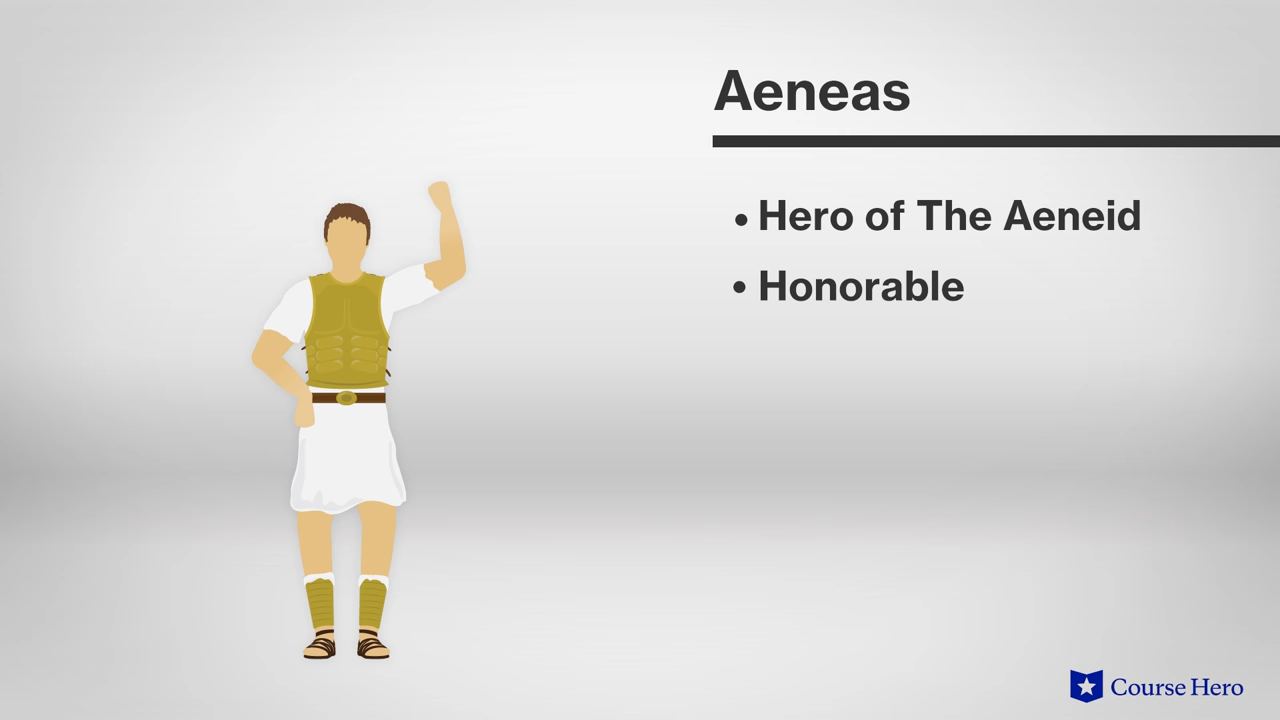 Aeneas
• Hero of The Aeneid
• Honorable
Course Hero